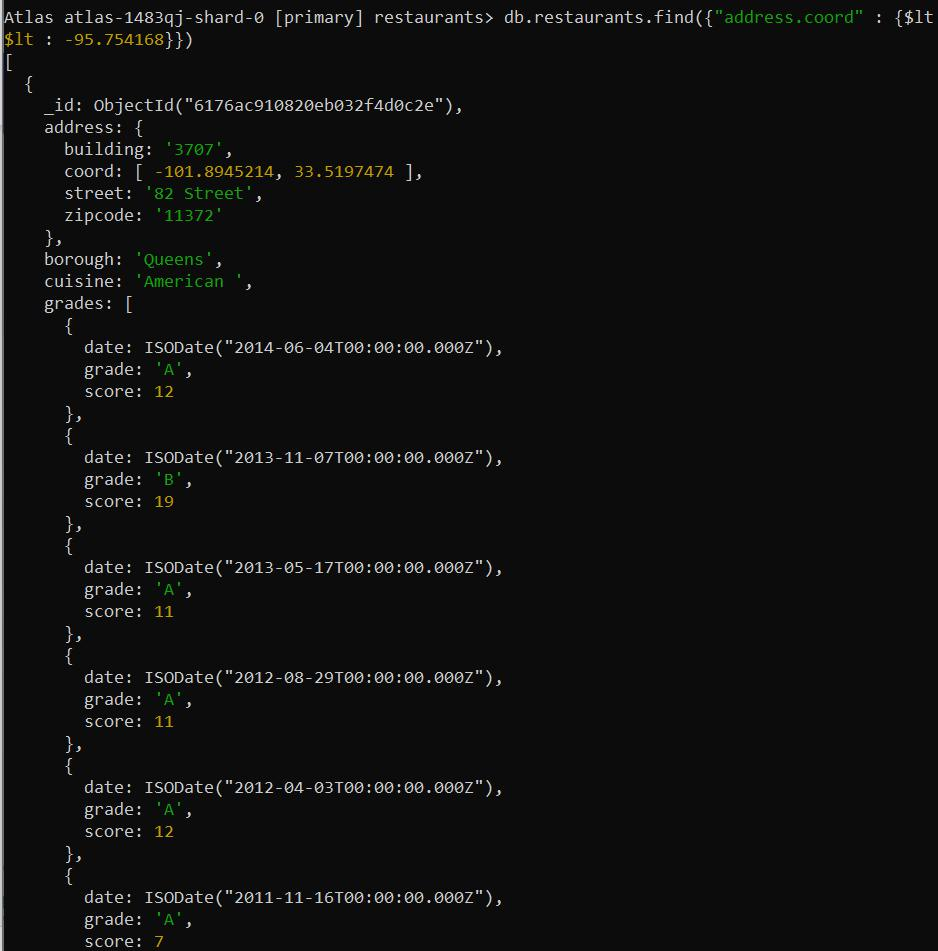 Atlas atlas-1483qj-shard-0 [primary] restaurants> db.restaurants.find({"address.coord" : {$lt
$lt : -95.754168}})
[
  {
    _id: ObjectId("6176ac910820eb032f4d0c2e"),
    address: {
      building: '3707',
      coord: [ -101.8945214, 33.5197474 ],
      street: '82 Street',
      zipcode: '11372'
    },
    borough: 'Queens',
    cuisine: 'American ',
    grades: [
      {
        date: ISODate("2014-06-04T00:00:00.000Z"),
        grade: 'A',
        score: 12
      },
      {
        date: ISODate("2013-11-07T00:00:00.000Z"),
        grade: 'B',
        score: 19
      },
      {
        date: ISODate("2013-05-17T00:00:00.000Z"),
        grade: 'A',
        score: 11
      },
      {
        date: ISODate("2012-08-29T00:00:00.000Z"),
        grade: 'A',
        score: 11
      },
      {
        date: ISODate("2012-04-03T00:00:00.000Z"),
        grade: 'A',
        score: 12
      },
      {
        date: ISODate("2011-11-16T00:00:00.000Z"),
        grade: 'A',
        score: 7